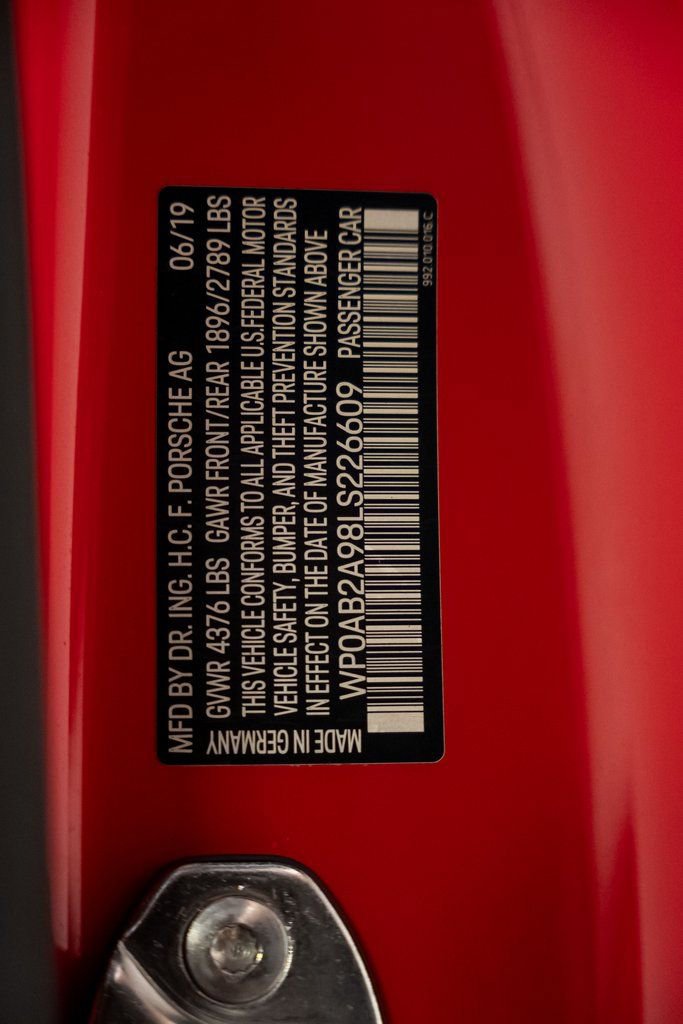 MFD BY DR. ING. H.C. F. PORSCHE AG 06/19
GVWR 4376 LBS GAWR FRONT/REAR 1896/2789 LBS
THIS VEHICLE CONFORMS TO ALL APPLICABLE U.S.FEDERAL MOTOR
VEHICLE SAFETY, BUMPER, AND THEFT PREVENTION STANDARDS
IN EFFECT ON THE DATE OF MANUFACTURE SHOWN ABOVE
WP0AB2A98LS226609 PASSENGER CAR
MADE IN GERMANY
992 010 016 C